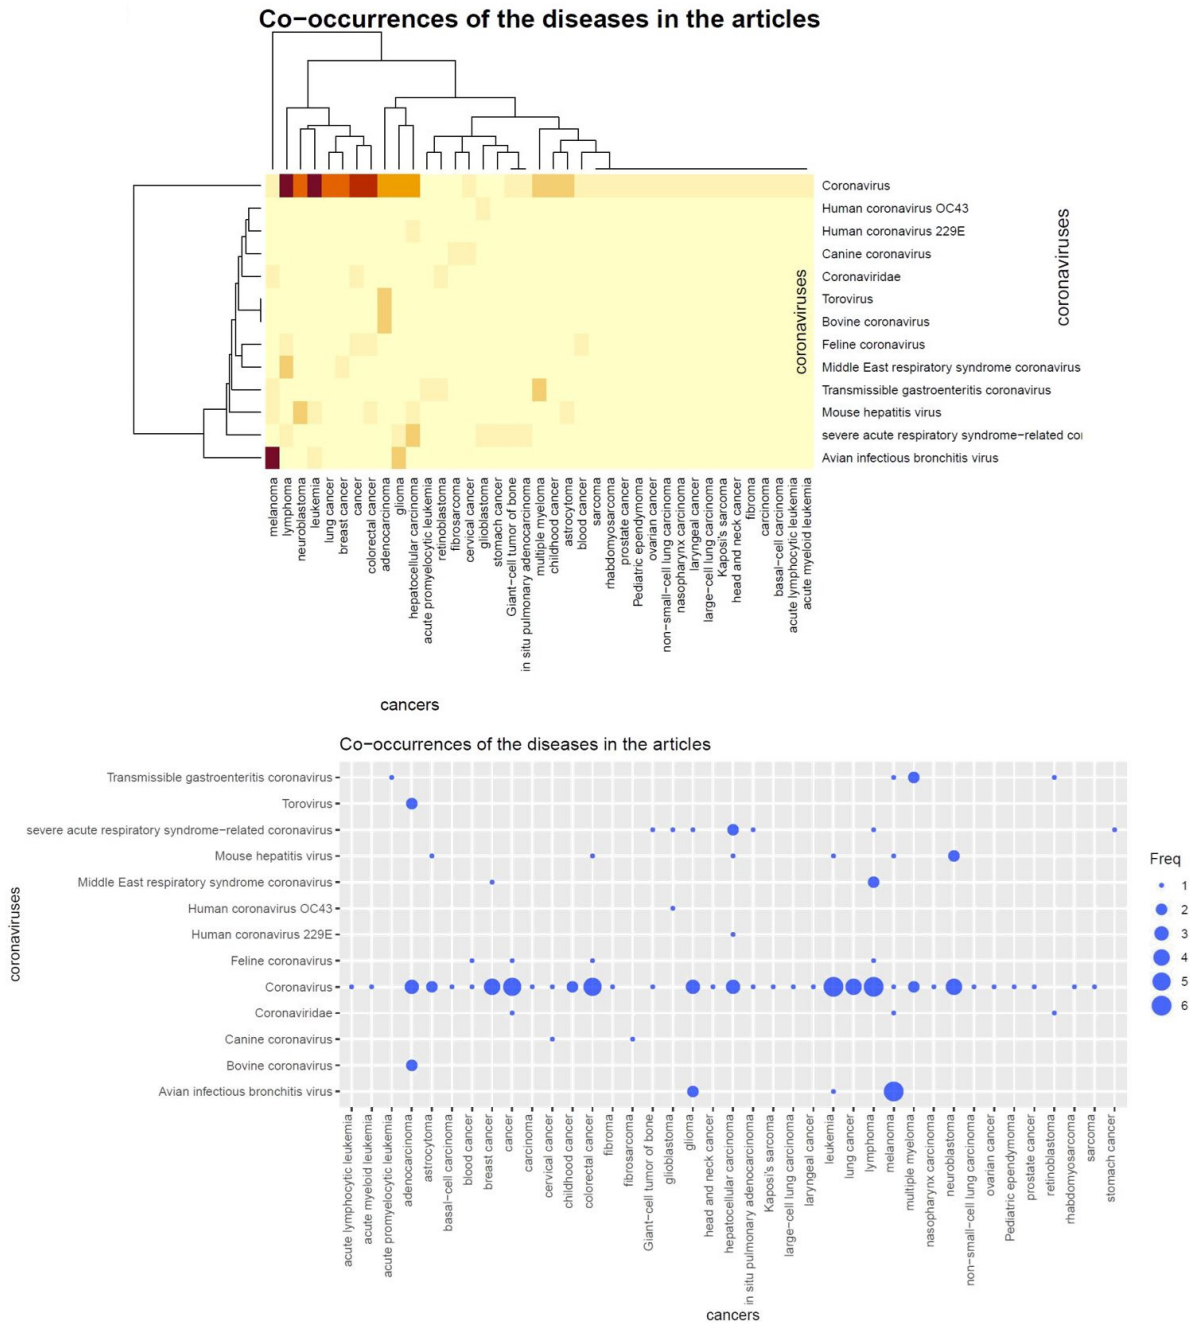 Co-occurrences of the diseases in the articles
Coronavirus
Human coronavirus OC43
Human coronavirus 229E
Canine coronavirus
Coronaviridae
Torovirus
Bovine coronavirus
Feline coronavirus
Middle East respiratory syndrome coronavirus
Transmissible gastroenteritis coronavirus
Mouse hepatitis virus
severe acute respiratory syndrome-related co
Avian infectious bronchitis virus
coronaviruses
coronaviruses
melanoma
lymphoma
neuroblastoma
leukemia
lung cancer
breast cancer
cancer
colorectal cancer
adenocarcinoma
glioma
hepatocellular carcinoma
acute promyelocytic leukemia
retinoblastoma
fibrosarcoma
cervical cancer
glioblastoma
stomach cancer
Giant-cell tumor of bone
in situ pulmonary adenocarcinoma
multiple myeloma
childhood cancer
astrocytoma
blood cancer
sarcoma
rhabdomyosarcoma
prostate cancer
Pediatric ependymoma
ovarian cancer
non-small-cell lung carcinoma
nasopharynx carcinoma
laryngeal cancer
large-cell lung carcinoma
Kaposi's sarcoma
head and neck cancer
fibroma
carcinoma
basal-cell carcinoma
acute lymphocytic leukemia
acute myeloid leukemia
cancers
Co-occurrences of the diseases in the articles
coronaviruses
Transmissible gastroenteritis coronavirus
Torovirus
severe acute respiratory syndrome-related coronavirus
Mouse hepatitis virus
Middle East respiratory syndrome coronavirus
Human coronavirus OC43
Human coronavirus 229E
Feline coronavirus
Coronavirus
Coronaviridae
Canine coronavirus
Bovine coronavirus
Avian infectious bronchitis virus
Freq
1
2
3
4
5
6
acute lymphocytic leukemia
acute myeloid leukemia
acute promyelocytic leukemia
adenocarcinoma
astrocytoma
basal-cell carcinoma
blood cancer
breast cancer
cancer
carcinoma
cervical cancer
childhood cancer
colorectal cancer
fibroma
fibrosarcoma
Giant-cell tumor of bone
glioblastoma
glioma
head and neck cancer
hepatocellular carcinoma
in situ pulmonary adenocarcinoma
Kaposi's sarcoma
large-cell lung carcinoma
laryngeal cancer
leukemia
lung cancer
lymphoma
melanoma
multiple myeloma
nasopharynx carcinoma
neuroblastoma
non-small-cell lung carcinoma
ovarian cancer
Pediatric ependymoma
prostate cancer
retinoblastoma
rhabdomyosarcoma
sarcoma
stomach cancer
cancers